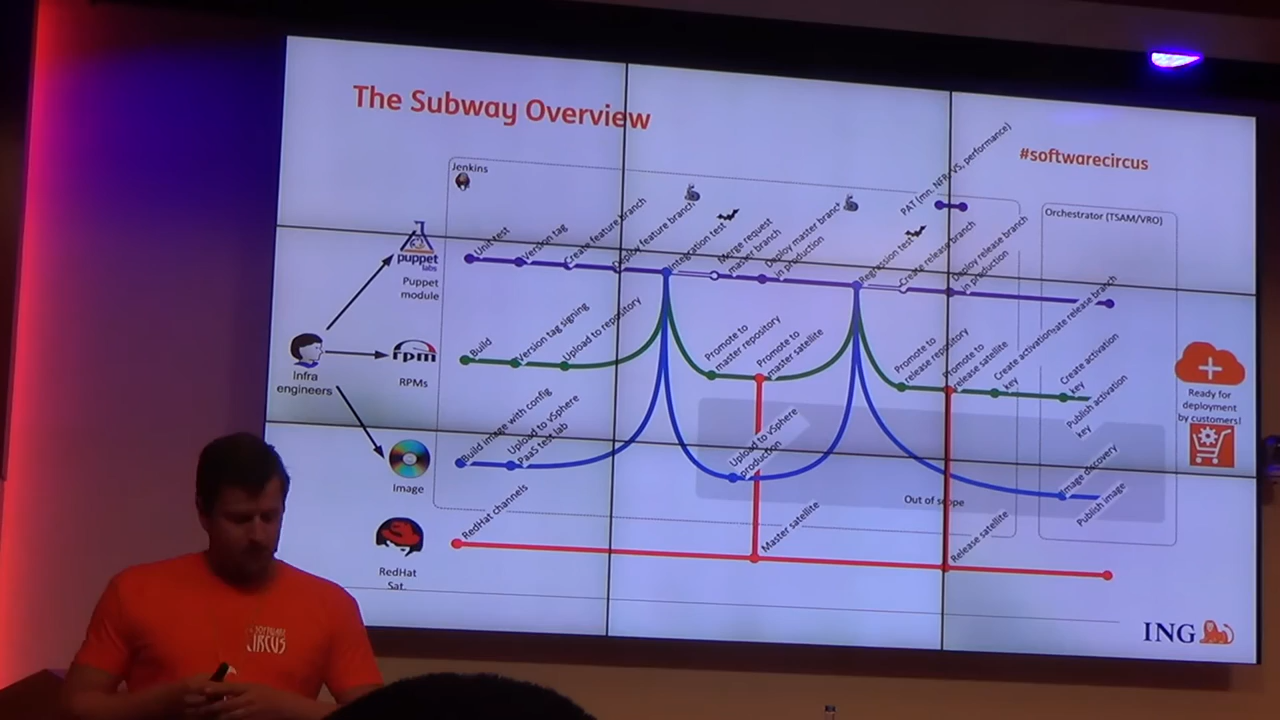 The Subway Overview
#softwarecircus
Jenkins
Orchestrator (TSAM/VRO)
PAT (mn. NFR, VS, performance)
Unit test
Version tag
Create feature branch
Deploy feature branch
Integration test
Merge request
master branch
Deploy master branch
in production
Regression test
Create release branch
Deploy release branch
in production
release branch
puppet
labs
Puppet
module
Build
Version tag signing
Upload to repository
Promote to
master repository
Promote to
master satellite
Promote to
release repository
Promote to
release satellite
Create activation
key
Create activation
key
Publish activation
key
rpm
RPMs
Infra
engineers
Ready for
deployment
by customers!
Build image with config
Upload to vSphere
PaaS test lab
Upload to vSphere
production
Image discovery
Publish image
Image
Out of scope
RedHat channels
Master satellite
Release satellite
RedHat
Sat.
SOFTWARE
CIRCUS
ING